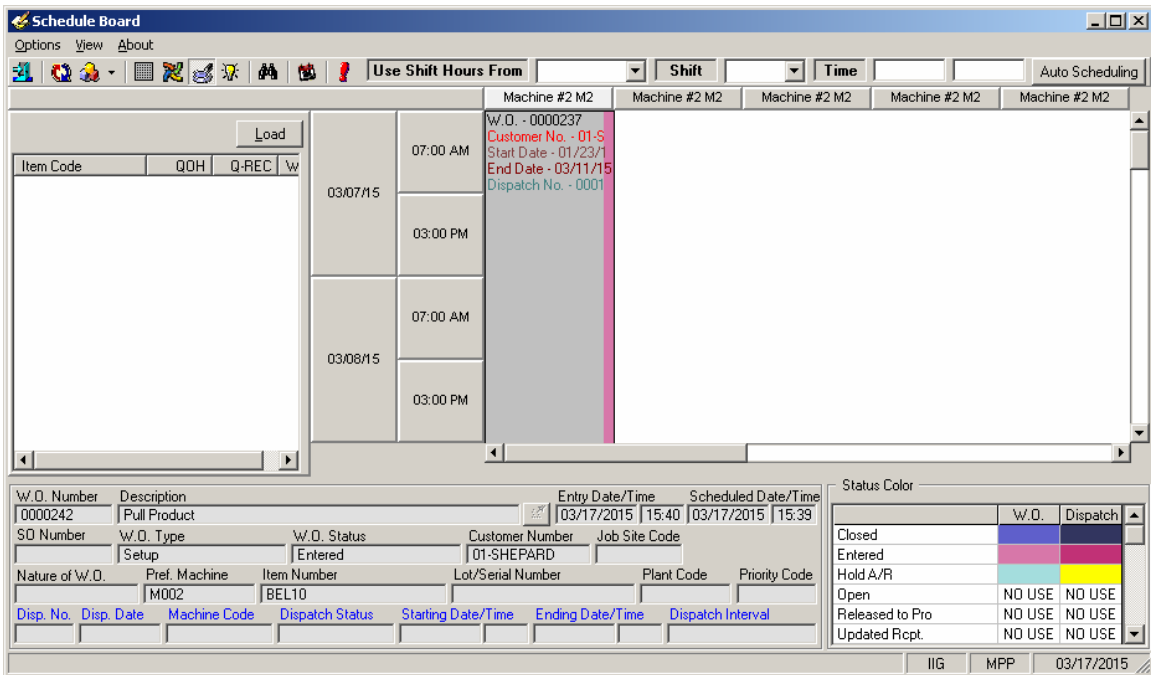 Schedule Board
Options View About
Use Shift Hours From Shift Time Auto Scheduling
Machine #2 M2 Machine #2 M2 Machine #2 M2 Machine #2 M2 Machine #2 M2
Load
Item Code QOH Q-REC W
03/07/15
07:00 AM
03:00 PM
03/08/15
07:00 AM
03:00 PM
W.O. - 0000237
Customer No. - 01-S
Start Date - 01/23/1
End Date - 03/11/15
Dispatch No. - 0001
W.O. Number Description Entry Date/Time Scheduled Date/Time
0000242 Pull Product 03/17/2015 15:40 03/17/2015 15:39
SO Number W.O. Type W.O. Status Customer Number Job Site Code
Setup Entered 01-SHEPARD
Nature of W.O. Pref. Machine Item Number Lot/Serial Number Plant Code Priority Code
M002 BEL10
Disp. No. Disp. Date Machine Code Dispatch Status Starting Date/Time Ending Date/Time Dispatch Interval
Status Color
W.O. Dispatch
Closed
Entered
Hold A/R
Open NO USE NO USE
Released to Pro NO USE NO USE
Updated Rcpt. NO USE NO USE
IIG MPP 03/17/2015